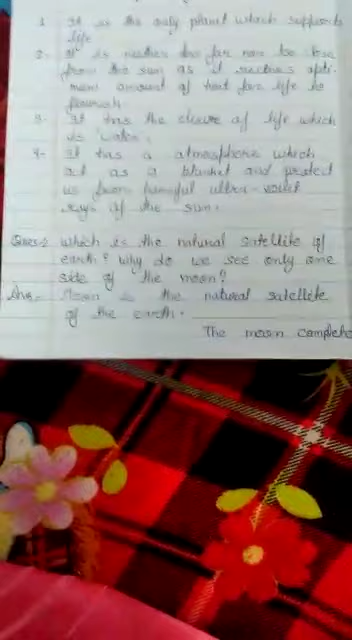 1. It is the only planet which supports
life
2. It is neither too far nor too close
from the sun as it receives opti-
mum amount of heat for life to
flourish.
3. It has the elixure of life which
is water.
4. It has a atmosphere which
act as a blanket and protect
us from harmful ultra-voilet
rays of the sun.
Ques:2 which is the natural satellite of
earth? why do we see only one
side of the moon?
Ans- Moon is the natural satellite
of the earth.
The moon complete